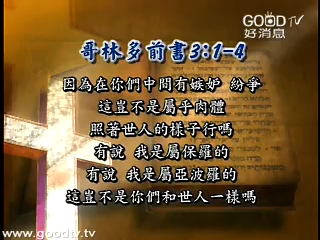 GOOD TV
好消息
哥林多前書3:1-4
因為在你們中間有嫉妒 紛爭
這豈不是屬乎肉體
照著世人的樣子行嗎
有說 我是屬保羅的
有說 我是屬亞波羅的
這豈不是你們和世人一樣嗎
www.goodtv.tv